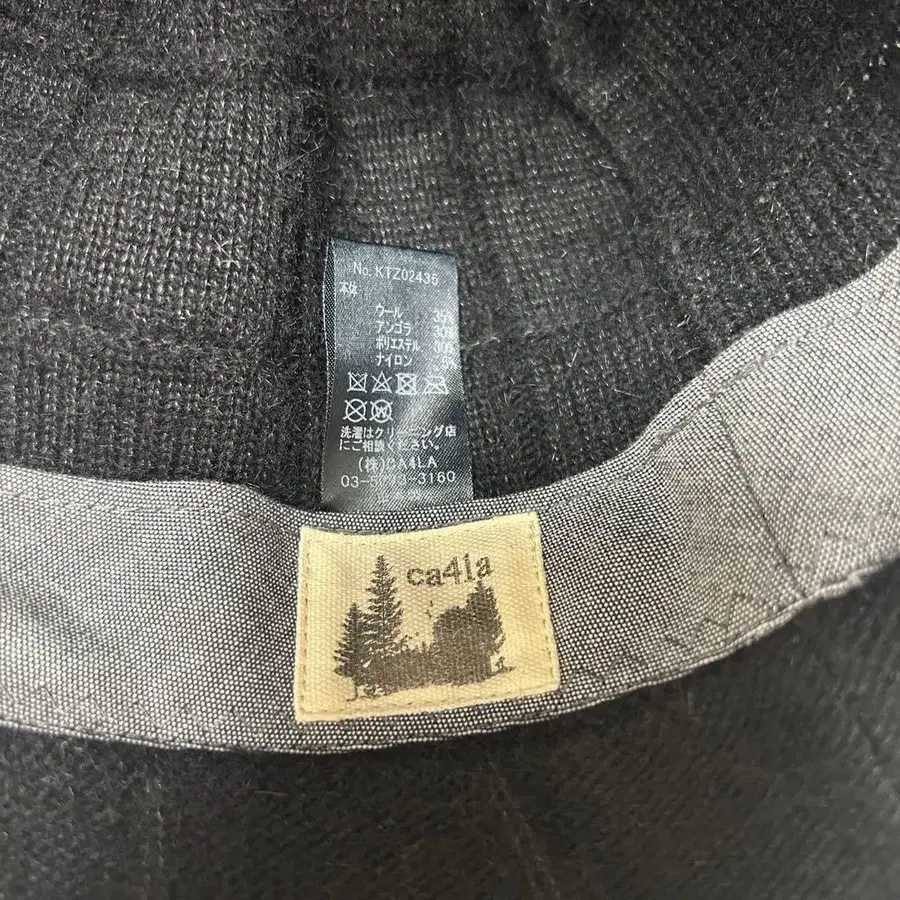 No. KTZ02435
本体
ウール
アンゴラ 30
ポリエステル 30
ナイロン
W
洗濯はクリーニング店
にご相談ください。
(株)CA4LA
ca4la